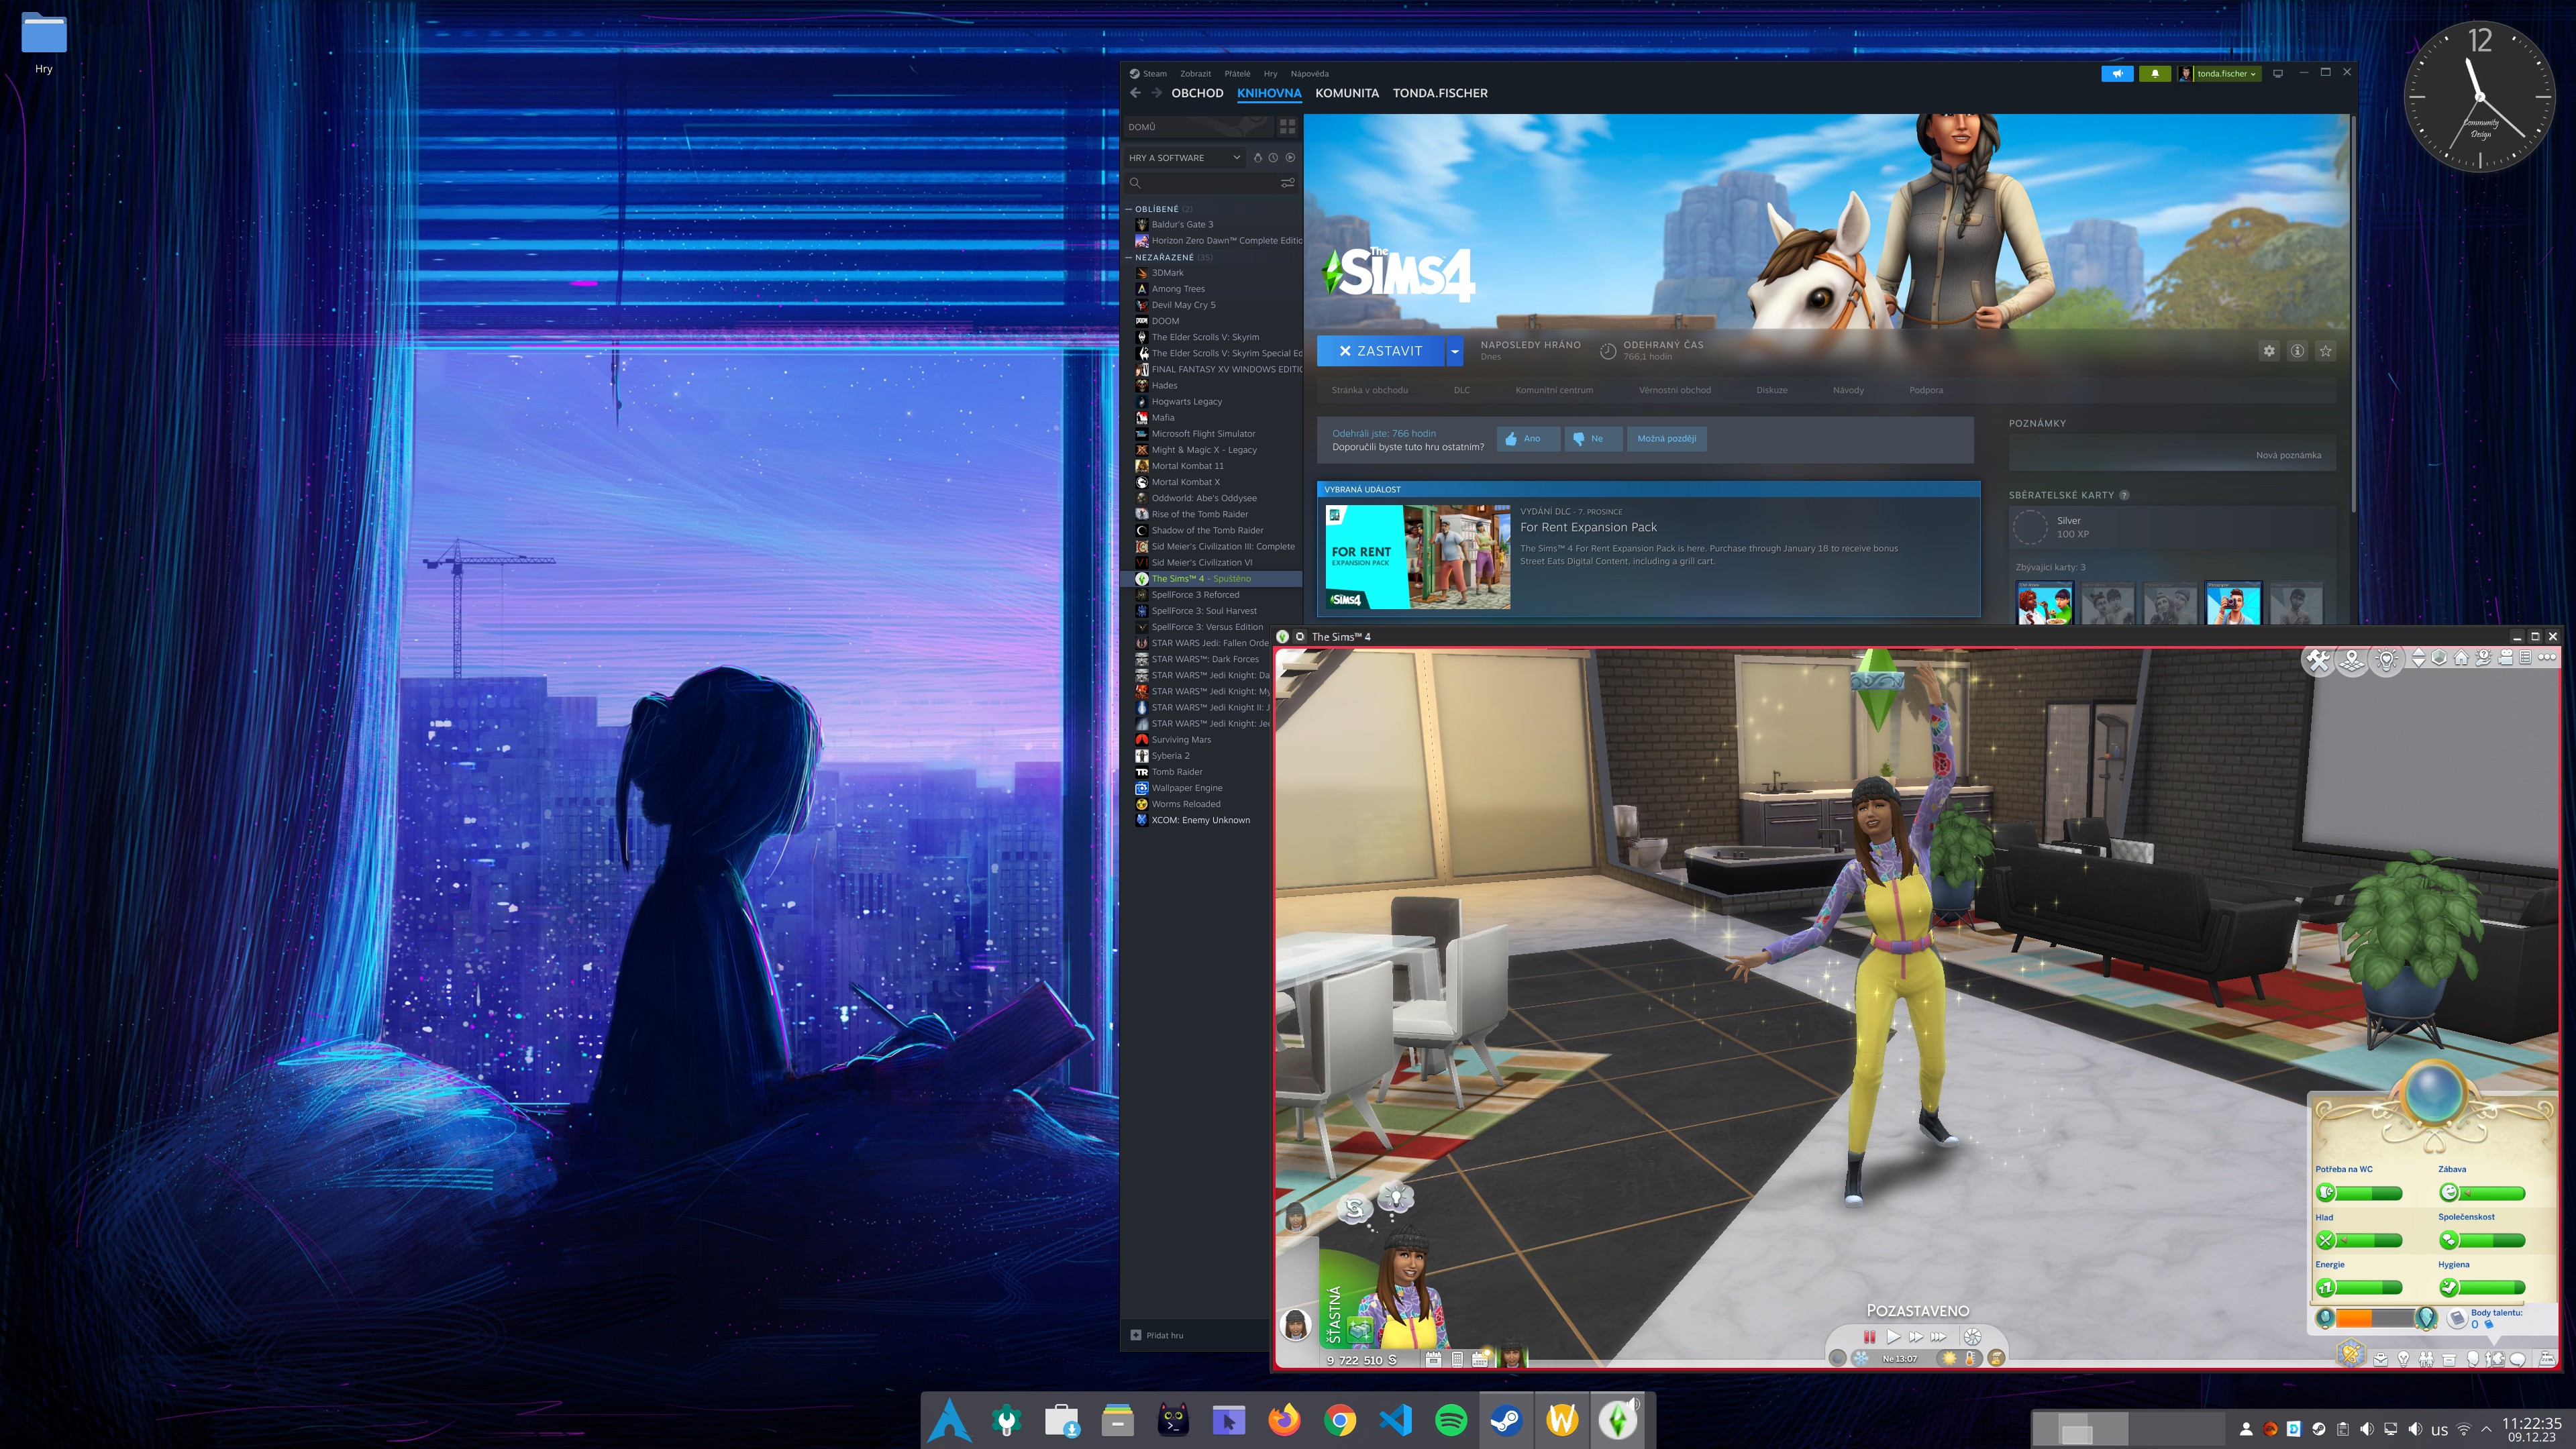 Hry
12
Community
Design
Steam Zobrazit Přátelé Hry Nápověda
tonda.fischer
OBCHOD KNIHOVNA KOMUNITA TONDA.FISCHER
DOMŮ
HRY A SOFTWARE
OBLÍBENÉ (2)
Baldur's Gate 3
Horizon Zero Dawn™ Complete Editio
NEZAŘAZENÉ (35)
3DMark
Among Trees
Devil May Cry 5
DOOM
The Elder Scrolls V: Skyrim
The Elder Scrolls V: Skyrim Special Ed
FINAL FANTASY XV WINDOWS EDITIO
Hades
Hogwarts Legacy
Mafia
Microsoft Flight Simulator
Might & Magic X - Legacy
Mortal Kombat 11
Mortal Kombat X
Oddworld: Abe's Oddysee
Rise of the Tomb Raider
Shadow of the Tomb Raider
Sid Meier's Civilization III: Complete
Sid Meier's Civilization VI
The Sims™ 4 - Spuštěno
SpellForce 3 Reforced
SpellForce 3: Soul Harvest
SpellForce 3: Versus Edition
STAR WARS Jedi: Fallen Orde
STAR WARS™: Dark Forces
STAR WARS™ Jedi Knight: Da
STAR WARS™ Jedi Knight: My
STAR WARS™ Jedi Knight II: J
STAR WARS™ Jedi Knight: Jed
Surviving Mars
Syberia 2
Tomb Raider
Wallpaper Engine
Worms Reloaded
XCOM: Enemy Unknown
Přidat hru
The SIMS 4
ZASTAVIT
NAPOSLEDY HRÁNO
Dnes
ODEHRANÝ ČAS
766,1 hodin
Stránka v obchodu DLC Komunitní centrum Věrnostní obchod Diskuze Návody Podpora
Odehráli jste: 766 hodin
Doporučili byste tuto hru ostatním?
Ano Ne Možná později
VYBRANÁ UDÁLOST
FOR RENT
EXPANSION PACK
SIMS4
VYDÁNÍ DLC - 7. PROSINCE
For Rent Expansion Pack
The Sims™ 4 For Rent Expansion Pack is here. Purchase through January 18 to receive bonus
Street Eats Digital Content, including a grill cart.
POZNÁMKY
Nová poznámka
SBĚRATELSKÉ KARTY ?
Silver
100 XP
Zbývající karty: 3
The Sims™ 4
Potřeba na WC Zábava
Hlad Společenskost
Energie Hygiena
Body talentu:
0
ŠŤASTNÁ
9 722 510 S
POZASTAVENO
Ne 13:07
us
11:22:35
09.12.23